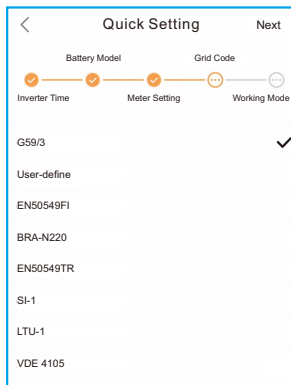 Quick Setting Next
Battery Model Grid Code
Inverter Time Meter Setting Working Mode
G59/3
User-define
EN50549FI
BRA-N220
EN50549TR
SI-1
LTU-1
VDE 4105